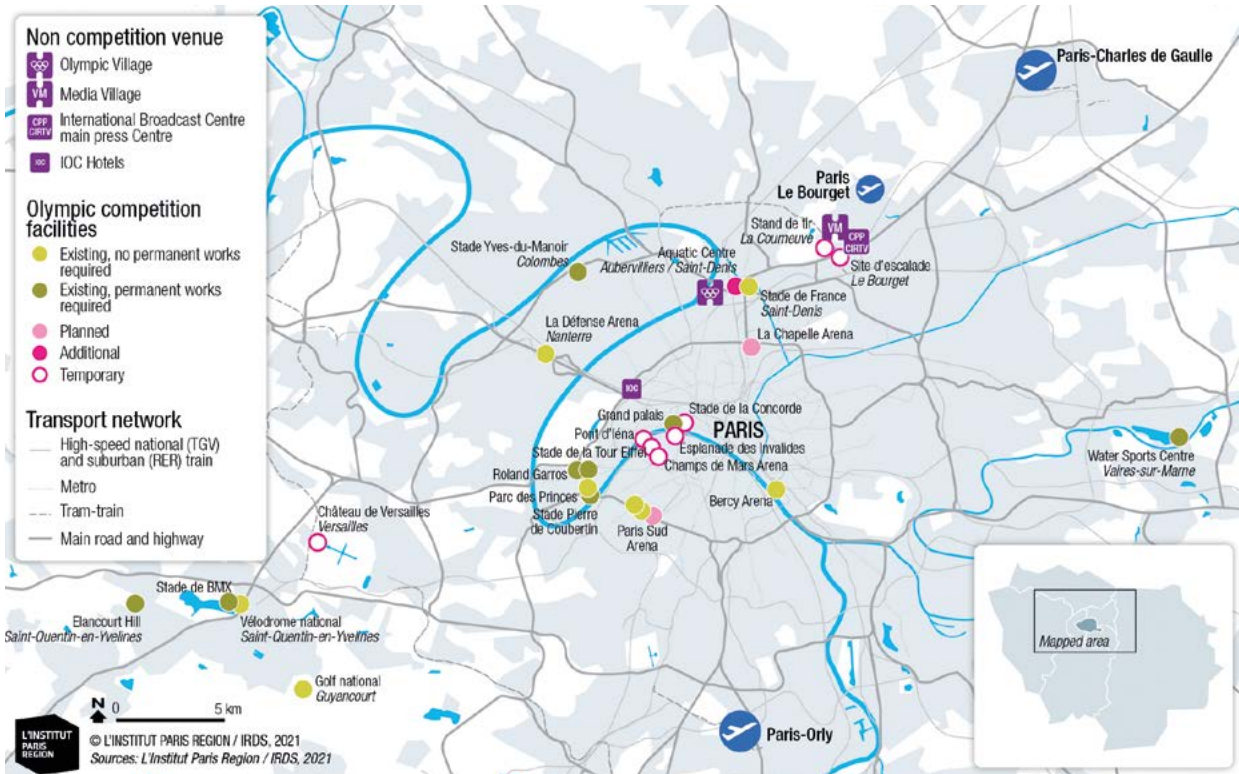 Non competition venue
Olympic Village
VM
Media Village
CPP
CIRTV
International Broadcast Centre
main press Centre
IOC
IOC Hotels
Olympic competition
facilities
Existing, no permanent works
required
Existing, permanent works
required
Planned
Additional
Temporary
Transport network
High-speed national (TGV)
and suburban (RER) train
Metro
Tram-train
Main road and highway
Paris-Charles de Gaulle
Paris
Le Bourget
Stand de tir
La Courneuve
VM
CPP
CIRTV
Site d'escalade
Le Bourget
Stade Yves-du-Manoir
Colombes
Aquatic Centre
Aubervilliers / Saint-Denis
Stade de France
Saint-Denis
La Défense Arena
Nanterre
La Chapelle Arena
IOC
Grand palais
Stade de la Concorde
PARIS
Pont d'Iéna
Esplanade des Invalides
Stade de la Tour Eiffel
Champs de Mars Arena
Roland Garros
Parc des Princes
Stade Pierre
de Coubertin
Paris Sud
Arena
Bercy Arena
Water Sports Centre
Vaires-sur-Marne
Château de Versailles
Versailles
Stade de BMX
Elancourt Hill
Saint-Quentin-en-Yvelines
Vélodrome national
Saint-Quentin-en-Yvelines
Golf national
Guyancourt
Paris-Orly
Mapped area
N
0 5 km
L'INSTITUT
PARIS
REGION
© L'INSTITUT PARIS REGION / IRDS, 2021
Sources: L'Institut Paris Region / IRDS, 2021